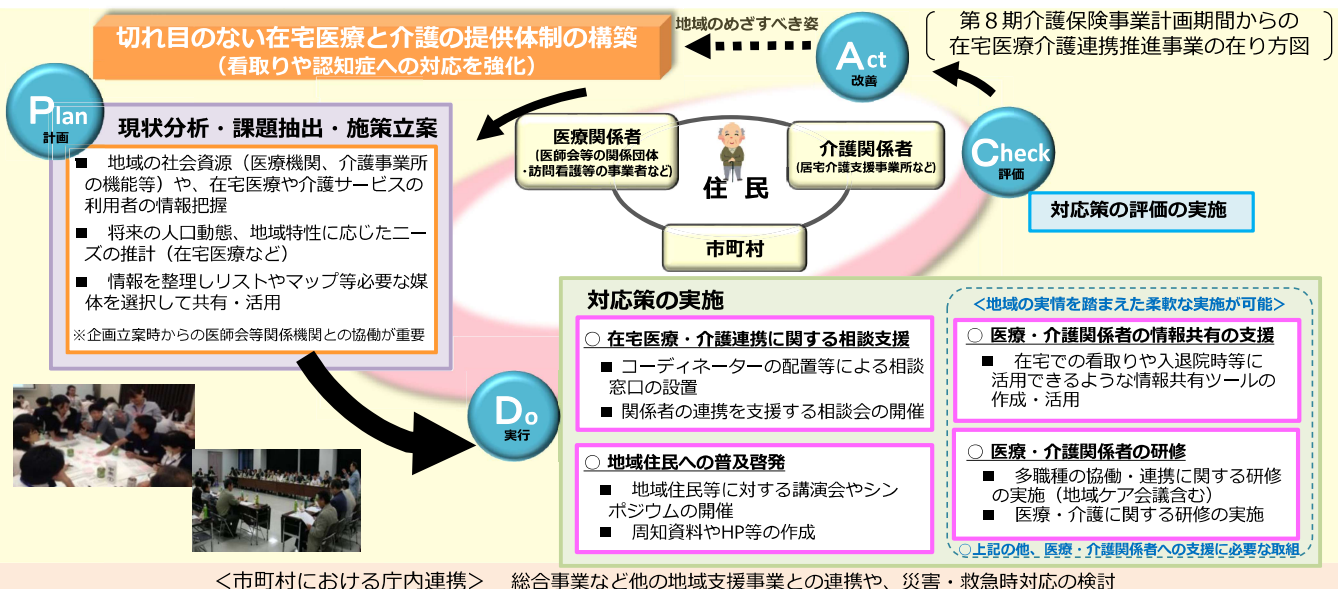 切れ目のない在宅医療と介護の提供体制の構築
（看取りや認知症への対応を強化）
地域のめざすべき姿
Act
改善
第８期介護保険事業計画期間からの
在宅医療介護連携推進事業の在り方図
Plan
計画
現状分析・課題抽出・施策立案
■ 地域の社会資源（医療機関、介護事業所
の機能等）や、在宅医療や介護サービスの
利用者の情報把握
■ 将来の人口動態、地域特性に応じたニー
ズの推計（在宅医療など）
■ 情報を整理しリストやマップ等必要な媒
体を選択して共有・活用
※企画立案時からの医師会等関係機関との協働が重要
医療関係者
（医師会等の関係団体
・訪問看護等の事業者など）
住 民
介護関係者
（居宅介護支援事業所など）
市町村
Check
評価
対応策の評価の実施
Do
実行
対応策の実施
○ 在宅医療・介護連携に関する相談支援
■ コーディネーターの配置等による相談
窓口の設置
■ 関係者の連携を支援する相談会の開催
○ 地域住民への普及啓発
■ 地域住民等に対する講演会やシン
ポジウムの開催
■ 周知資料やHP等の作成
＜地域の実情を踏まえた柔軟な実施が可能＞
○ 医療・介護関係者の情報共有の支援
■ 在宅での看取りや入退院時等に
活用できるような情報共有ツールの
作成・活用
○ 医療・介護関係者の研修
■ 多職種の協働・連携に関する研修
の実施（地域ケア会議含む）
■ 医療・介護に関する研修の実施
○上記の他、医療・介護関係者への支援に必要な取組
＜市町村における庁内連携＞ 総合事業など他の地域支援事業との連携や、災害・救急時対応の検討